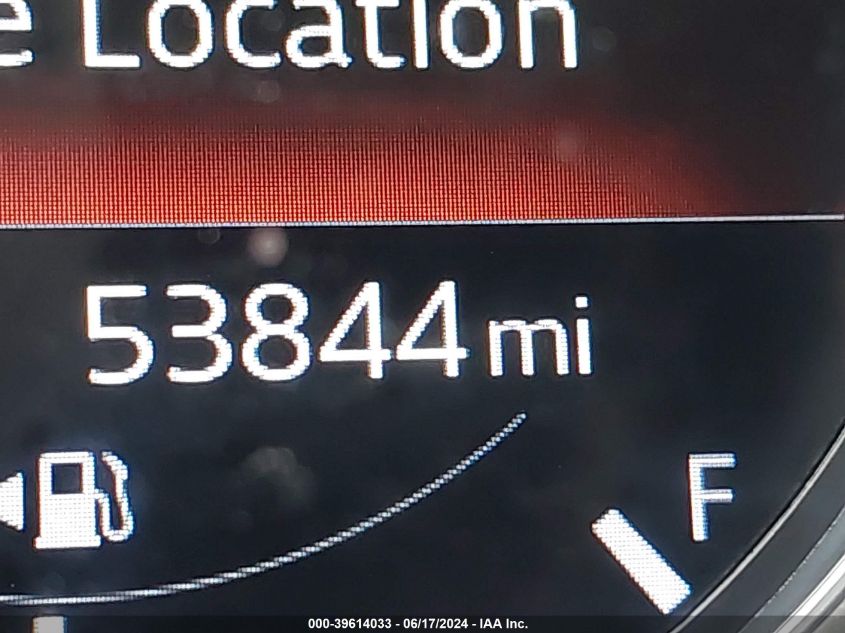 Location
53844 mi
F
000-39614033 - 06/17/2024 - IAA Inc.